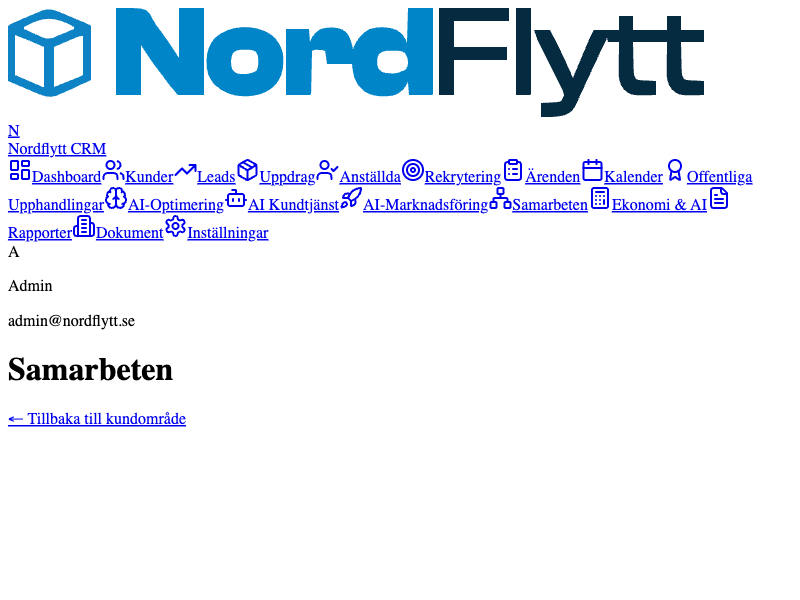 NordFlytt
N
Nordflytt CRM
Dashboard Kunder Leads Uppdrag Anställda Rekrytering Ärenden Kalender Offentliga
Upphandlingar AI-Optimering AI Kundtjänst AI-Marknadsföring Samarbeten Ekonomi & AI
Rapporter Dokument Inställningar
A
Admin
admin@nordflytt.se
Samarbeten
← Tillbaka till kundområde